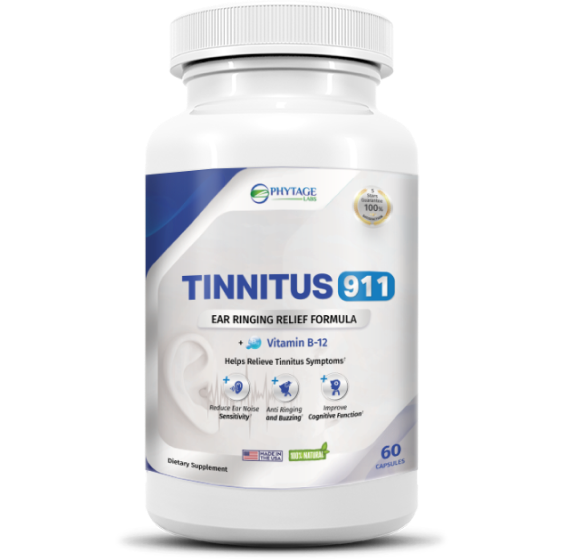 PHYTAGE
LABS
100%
TINNITUS 911
EAR RINGING RELIEF FORMULA
+ Vitamin B-12
Helps Relieve Tinnitus Symptoms†
Reduce Ear Noise
Sensitivity†
Anti Ringing
and Buzzing†
Improve
Cognitive Function†
MADE IN
THE USA
100% NATURAL
Dietary Supplement
60
CAPSULES